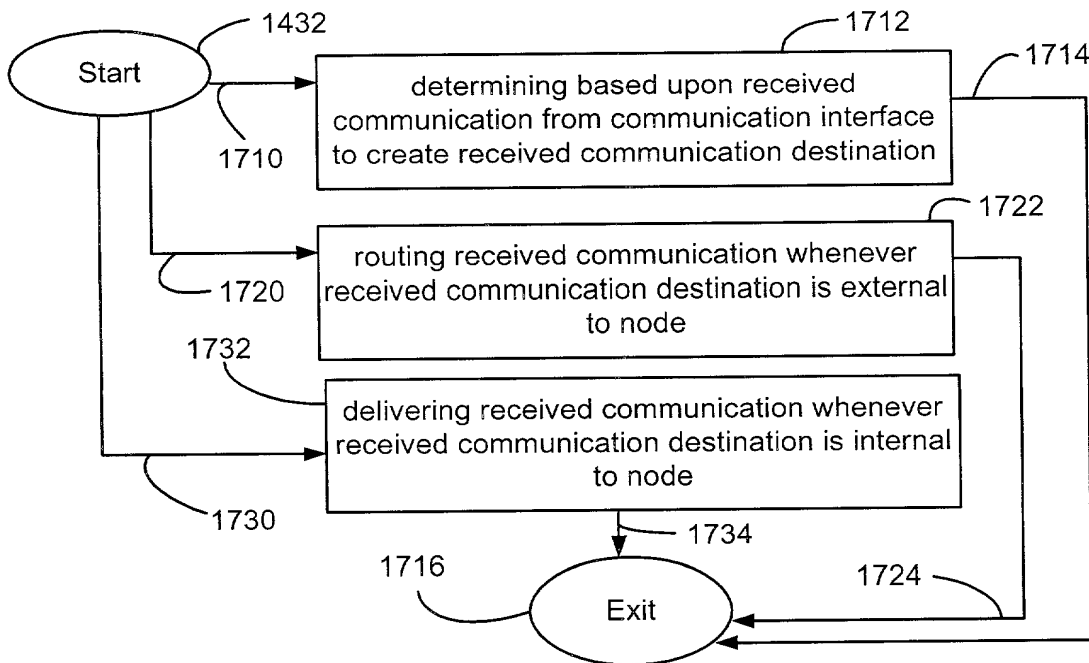 1432
Start
1710
1712
1714
determining based upon received
communication from communication interface
to create received communication destination
1720
1722
routing received communication whenever
received communication destination is external
to node
1732
delivering received communication whenever
received communication destination is internal
to node
1730
1734
1716
Exit
1724